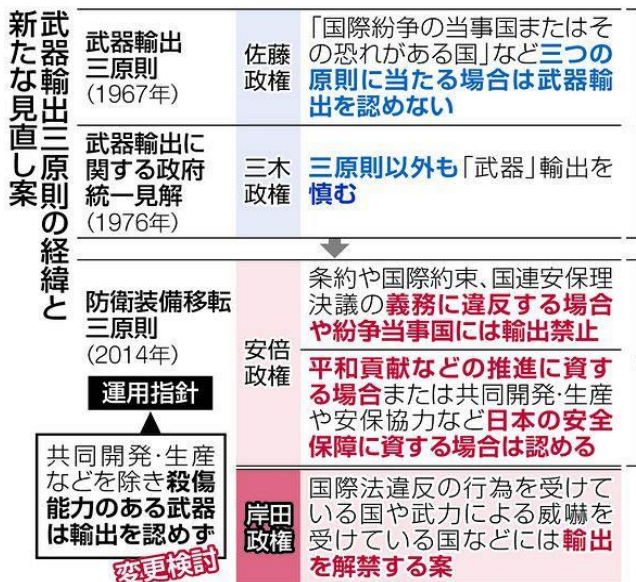 武器輸出三原則の経緯と
新たな見直し案
武器輸出
三原則
(1967年)
佐藤
政権
「国際紛争の当事国またはそ
の恐れがある国」など三つの
原則に当たる場合は武器輸
出を認めない
武器輸出に
関する政府
統一見解
(1976年)
三木
政権
三原則以外も「武器」輸出を
慎む
防衛装備移転
三原則
(2014年)
運用指針
共同開発・生産
などを除き殺傷
能力のある武器
は輸出を認めず
変更検討
安倍
政権
条約や国際約束、国連安保理
決議の義務に違反する場合
や紛争当事国には輸出禁止
平和貢献などの推進に資す
る場合または共同開発・生産
や安保協力など日本の安全
保障に資する場合は認める
岸田
政権
国際法違反の行為を受けて
いる国や武力による威嚇を
受けている国などには輸出
を解禁する案